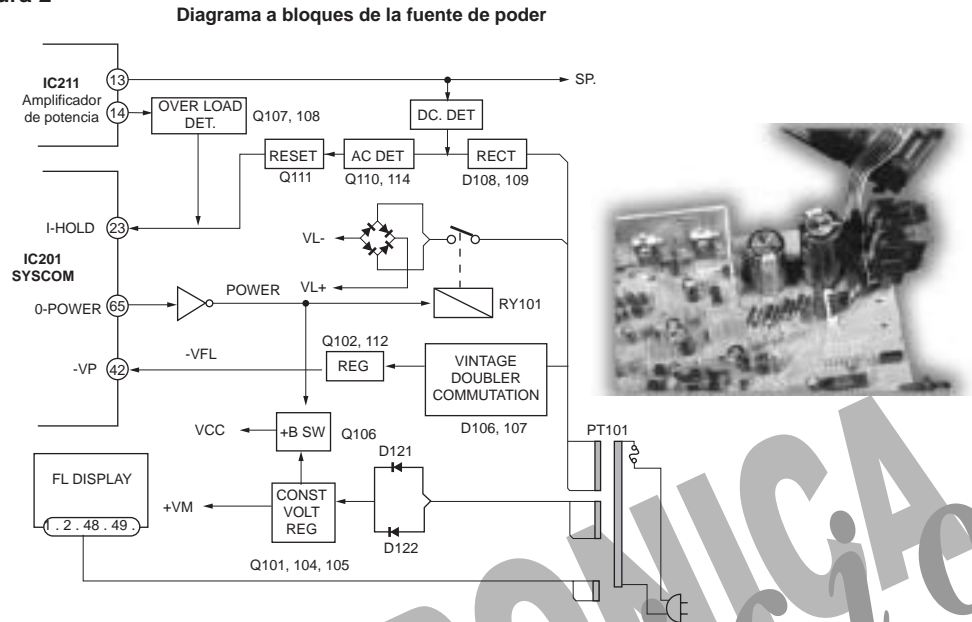 Diagrama a bloques de la fuente de poder
IC211
Amplificador
de potencia
13
14
SP.
OVER LOAD
DET.
Q107, 108
DC. DET
RESET
Q111
AC DET
Q110, 114
RECT
D108, 109
I-HOLD
23
IC201
SYSCOM
VL-
VL+
0-POWER
65
POWER
RY101
-VP
42
-VFL
Q102, 112
REG
VINTAGE
DOUBLER
COMMUTATION
D106, 107
PT101
VCC
+B SW
Q106
D121
FL DISPLAY
1 . 2 . 48 . 49 .
+VM
CONST
VOLT
REG
D122
Q101, 104, 105